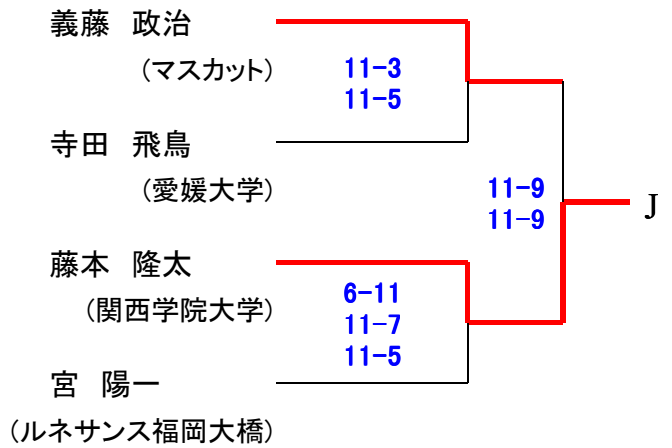 義藤　政治
(マスカット)
11-3
11-5
寺田　飛鳥
(愛媛大学)
11-9
11-9
J
藤本　隆太
(関西学院大学)
6-11
11-7
11-5
宮　陽一
(ルネサンス福岡大橋)